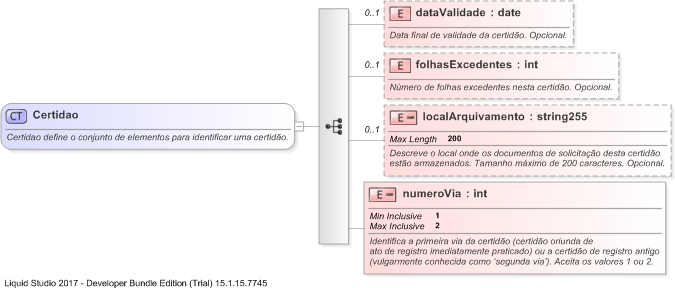 0..1 E dataValidade : date
Data final de validade da certidão. Opcional.
0..1 E folhasExcedentes : int
Número de folhas excedentes nesta certidão. Opcional.
CT Certidao
Certidao define o conjunto de elementos para identificar uma certidão.
0..1 E localArquivamento : string255
Max Length 200
Descreve o local onde os documentos de solicitação desta certidão
estão armazenados. Tamanho máximo de 200 caracteres. Opcional.
E numeroVia : int
Min Inclusive 1
Max Inclusive 2
Identifica a primeira via da certidão (certidão oriunda de
ato de registro imediatamente praticado) ou a certidão de registro antigo
(vulgarmente conhecida como 'segunda via'). Aceita os valores 1 ou 2.
Liquid Studio 2017 - Developer Bundle Edition (Trial) 15.1.15.7745